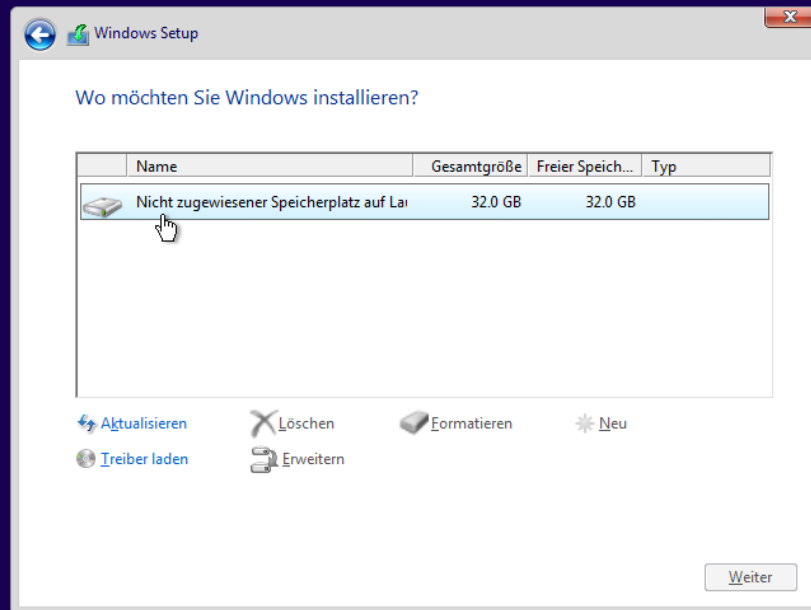 Windows Setup
Wo möchten Sie Windows installieren?
Name Gesamtgröße Freier Speich... Typ
Nicht zugewiesener Speicherplatz auf 32.0 GB 32.0 GB
Aktualisieren Löschen Formatieren Neu
Treiber laden Erweitern
Weiter